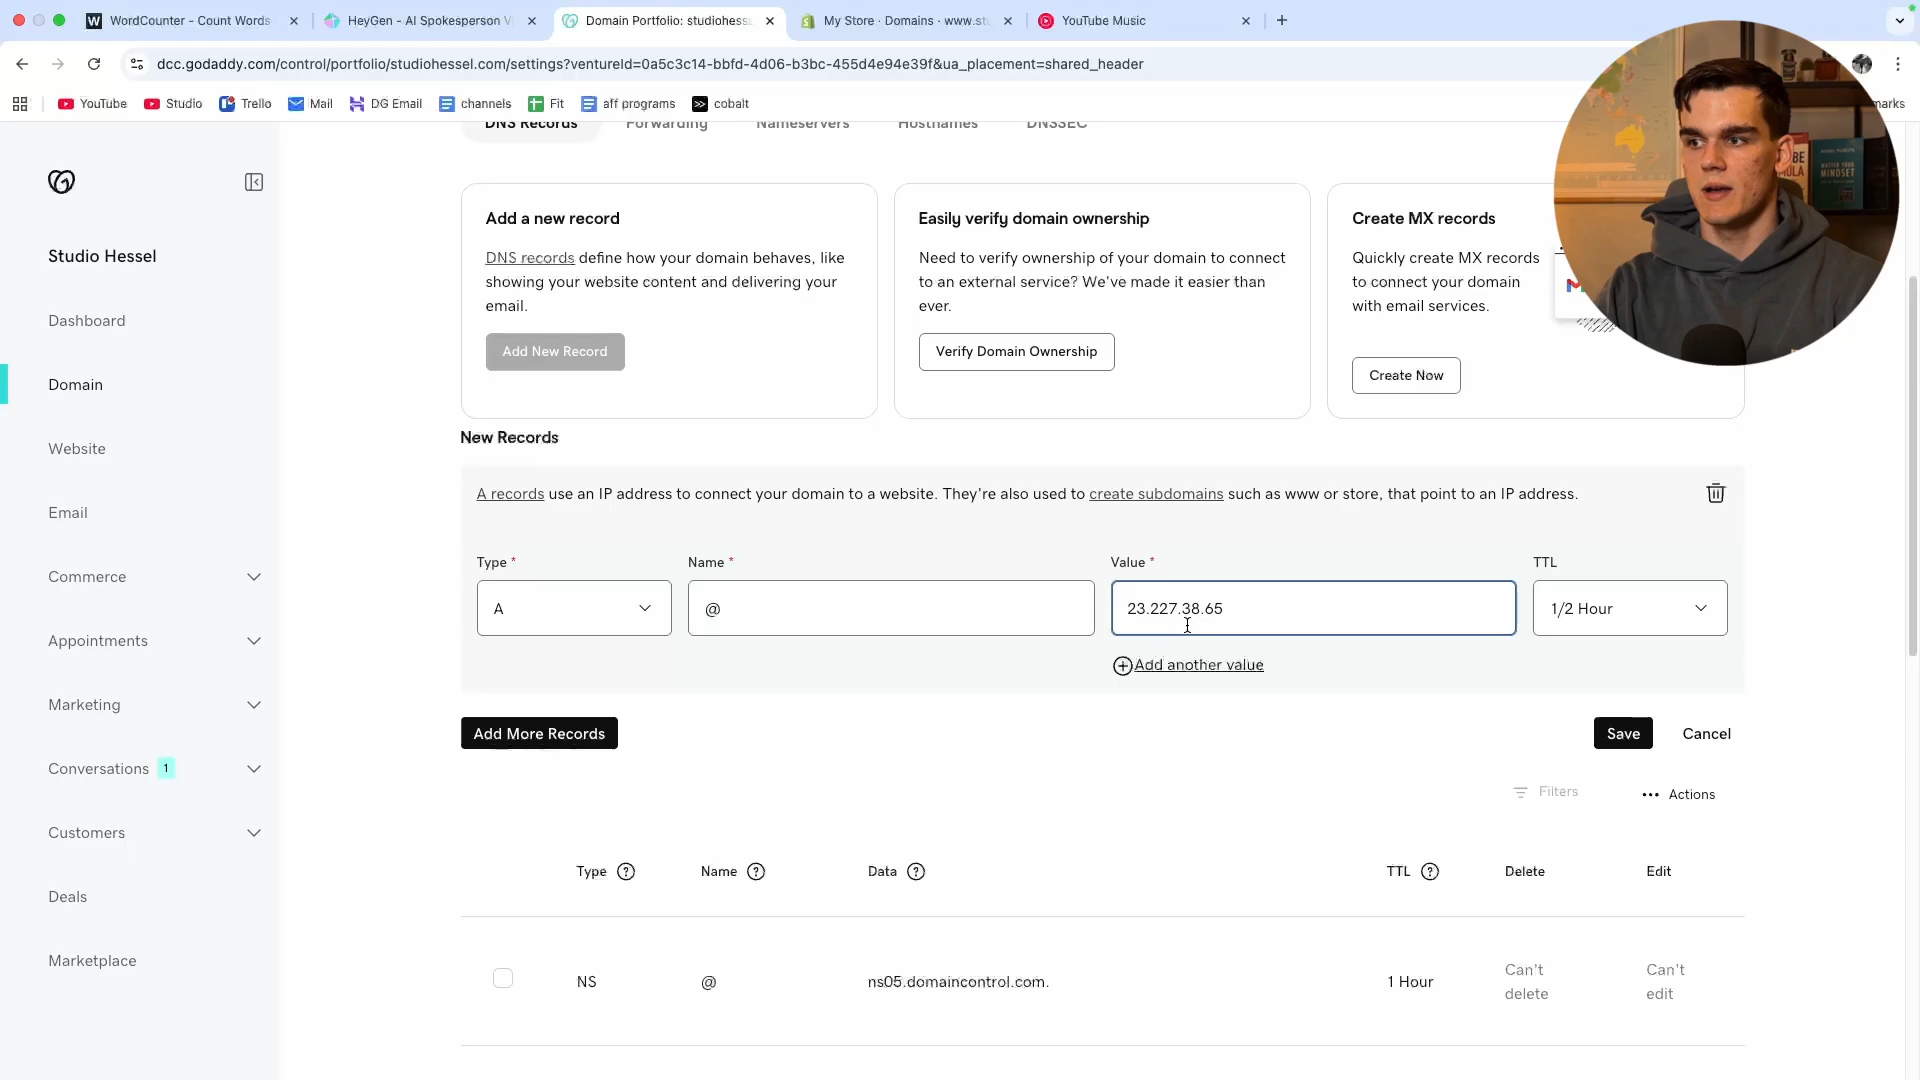 WordCounter - Count Words
HeyGen - AI Spokesperson V
Domain Portfolio: studiohess
My Store · Domains · www.st
YouTube Music
dcc.godaddy.com/control/portfolio/studiohessel.com/settings?ventureId=0a5c3c14-bbfd-4d06-b3bc-455d4e94e39f&ua_placement=shared_header
YouTube
Studio
Trello
Mail
DG Email
channels
Fit
aff programs
cobalt
marks
DNS Records
Forwarding
Nameservers
Hostnames
DNSSEC
Studio Hessel
Dashboard
Domain
Website
Email
Commerce
Appointments
Marketing
Conversations 1
Customers
Deals
Marketplace
Add a new record
DNS records define how your domain behaves, like
showing your website content and delivering your
email.
Add New Record
Easily verify domain ownership
Need to verify ownership of your domain to connect
to an external service? We've made it easier than
ever.
Verify Domain Ownership
Create MX records
Quickly create MX records
to connect your domain
with email services.
Create Now
New Records
A records use an IP address to connect your domain to a website. They're also used to create subdomains such as www or store, that point to an IP address.
Type *
Name *
Value *
TTL
A
@
23.227.38.65
1/2 Hour
Add another value
Add More Records
Save
Cancel
Filters
Actions
Type
Name
Data
TTL
Delete
Edit
NS
@
ns05.domaincontrol.com.
1 Hour
Can't
delete
Can't
edit
MASTER YOUR
MINDSET